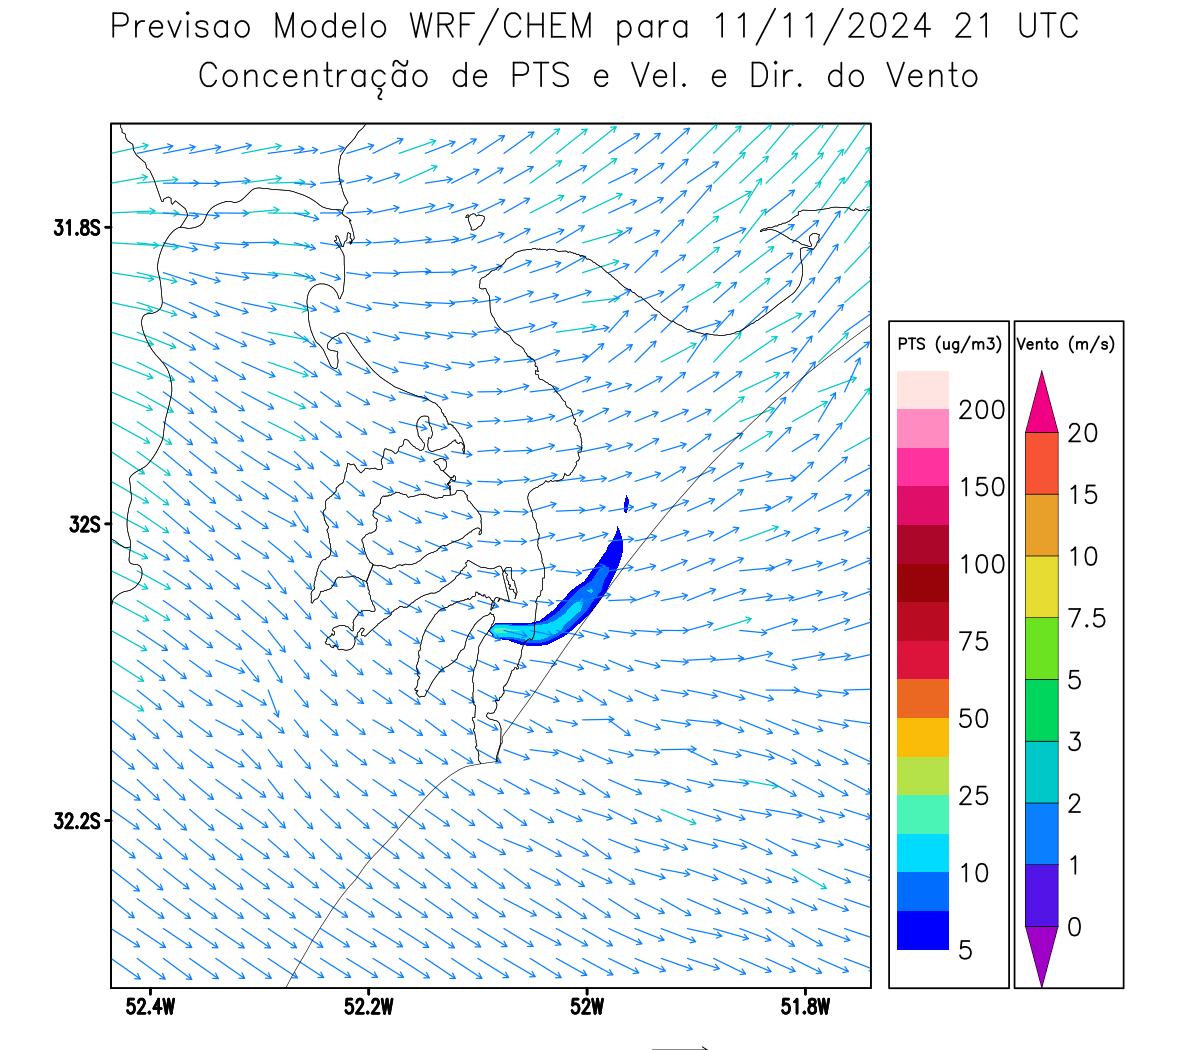 Previsao Modelo WRF/CHEM para 11/11/2024 21 UTC
Concentração de PTS e Vel. e Dir. do Vento
31.8S
32S
32.2S
52.4W 52.2W 52W 51.8W
PTS (ug/m3)
200
150
100
75
50
25
10
5
Vento (m/s)
20
15
10
7.5
5
3
2
1
0